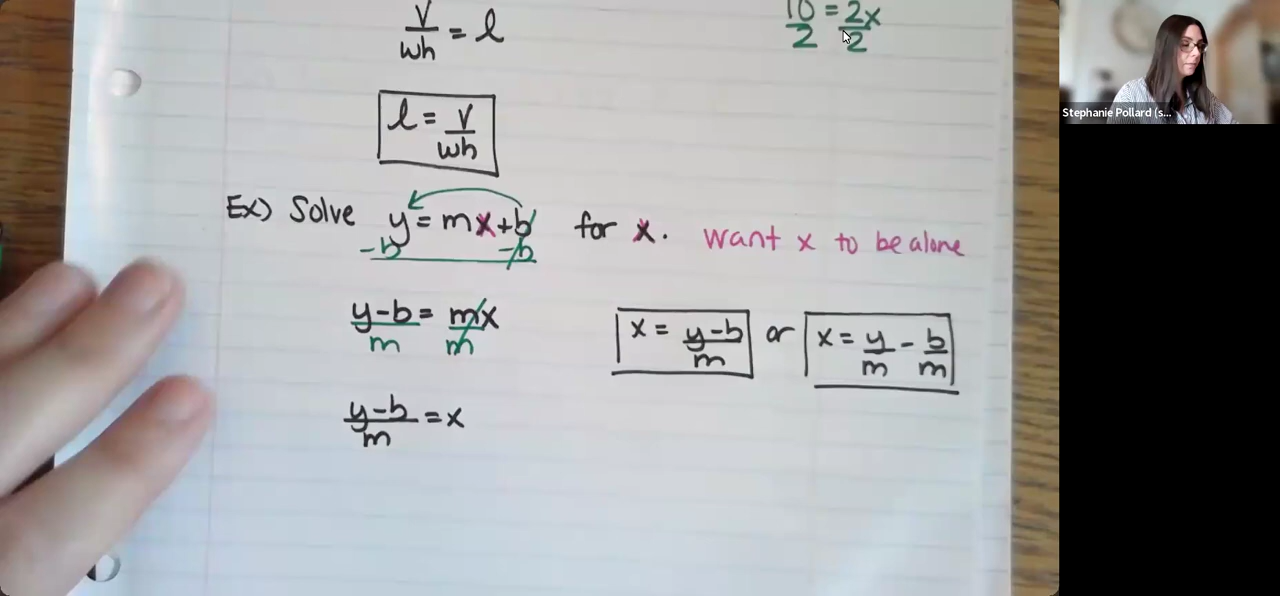 V/wh = l
10/2 = 2x/2
l = V/wh
Ex) Solve y = mx + b for x. want x to be alone
-b -b
(y-b)/m = mx/m
x = (y-b)/m or x = y/m - b/m
(y-b)/m = x
Stephanie Pollard (s...